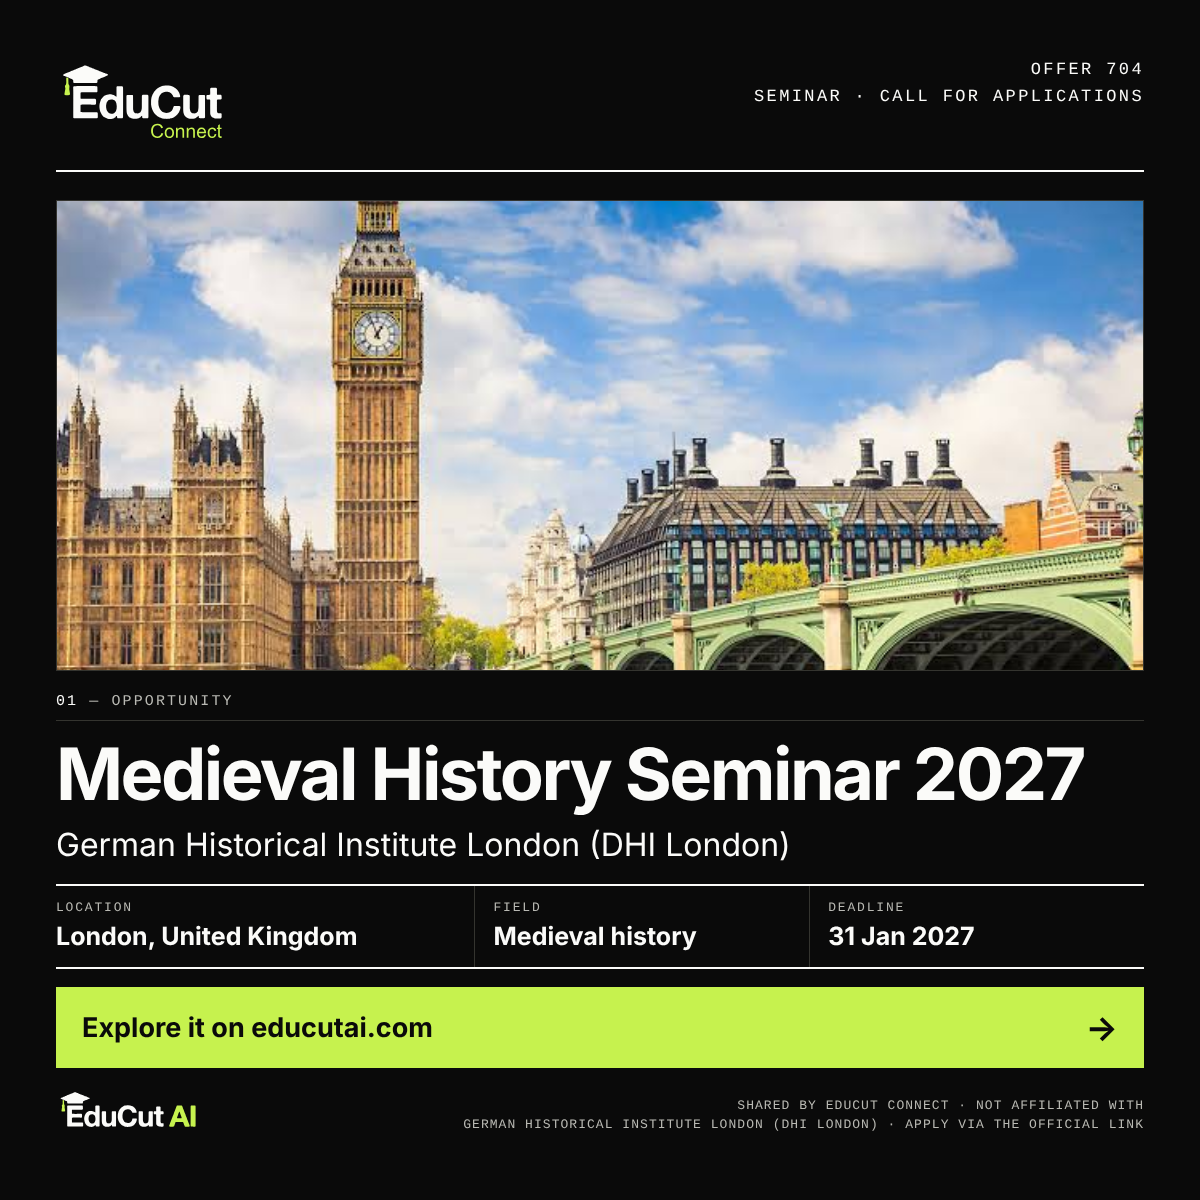 EduCut
Connect
OFFER 704
SEMINAR · CALL FOR APPLICATIONS
01 — OPPORTUNITY
Medieval History Seminar 2027
German Historical Institute London (DHI London)
LOCATION
London, United Kingdom
FIELD
Medieval history
DEADLINE
31 Jan 2027
Explore it on educutai.com →
EduCut AI
SHARED BY EDUCUT CONNECT · NOT AFFILIATED WITH
GERMAN HISTORICAL INSTITUTE LONDON (DHI LONDON) · APPLY VIA THE OFFICIAL LINK